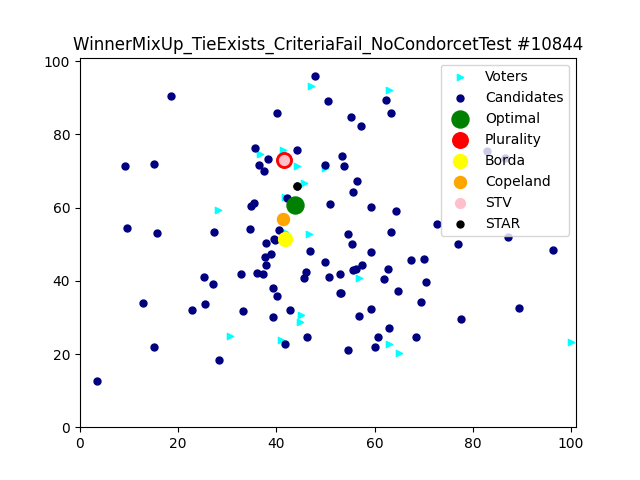 WinnerMixUp_TieExists_CriteriaFail_NoCondorcetTest #10844
100
80
60
40
20
0
0 20 40 60 80 100
Voters
Candidates
Optimal
Plurality
Borda
Copeland
STV
STAR